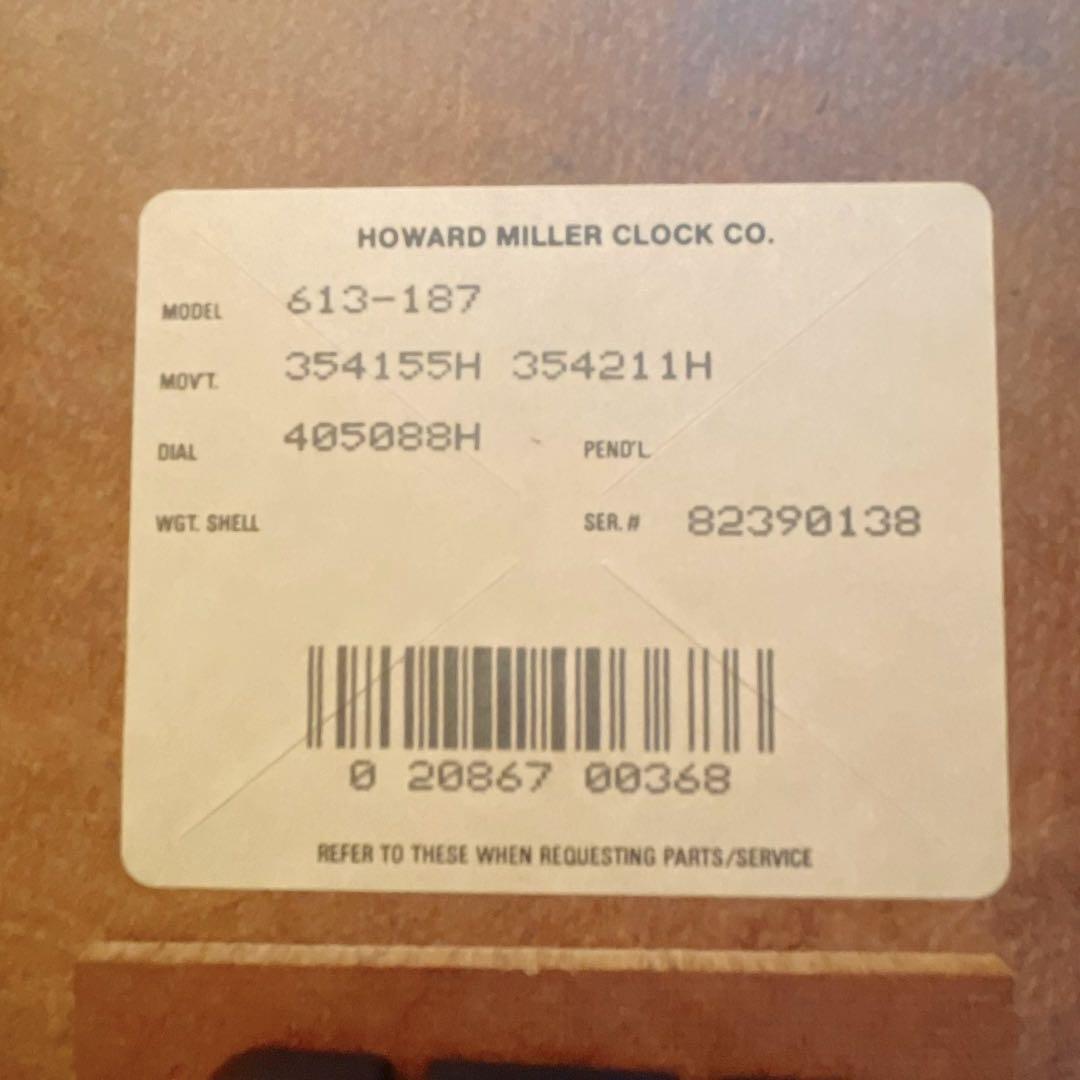 HOWARD MILLER CLOCK CO.
MODEL 613-187
MOV'T. 354155H 354211H
DIAL 405088H PEND'L.
WGT. SHELL SER. # 82390138
0 20867 00368
REFER TO THESE WHEN REQUESTING PARTS/SERVICE